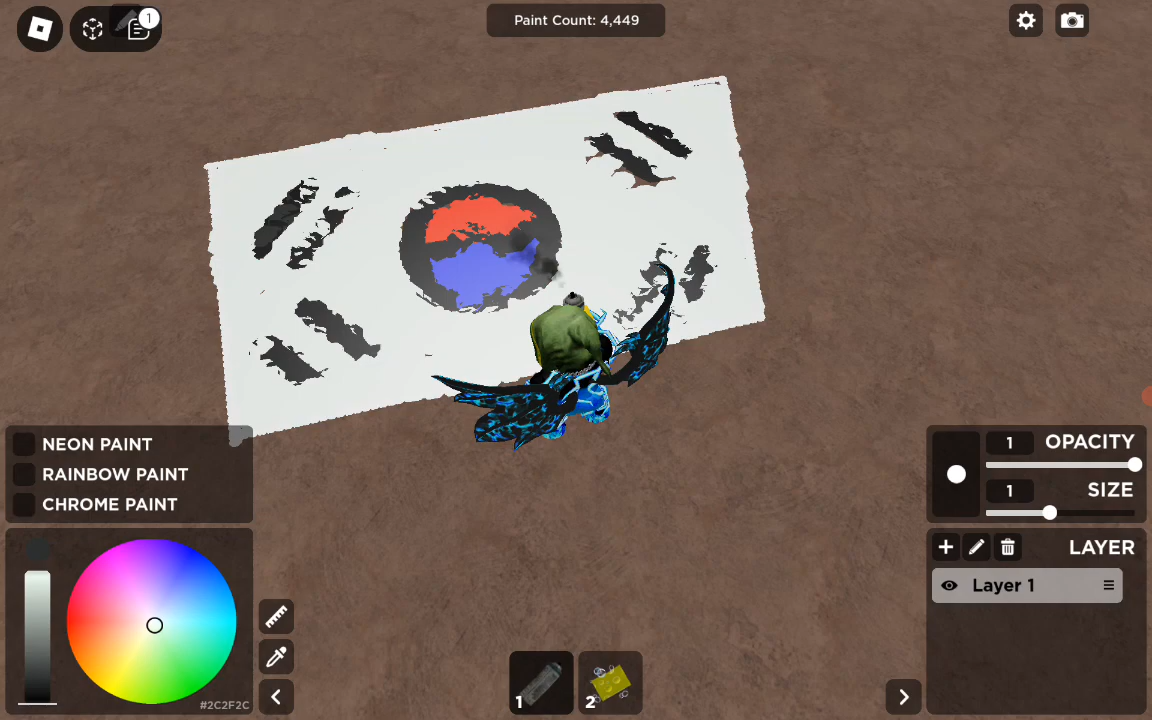 1
Paint Count: 4,449
NEON PAINT
RAINBOW PAINT
CHROME PAINT
#2C2F2C
1 OPACITY
1 SIZE
LAYER
Layer 1
1
2